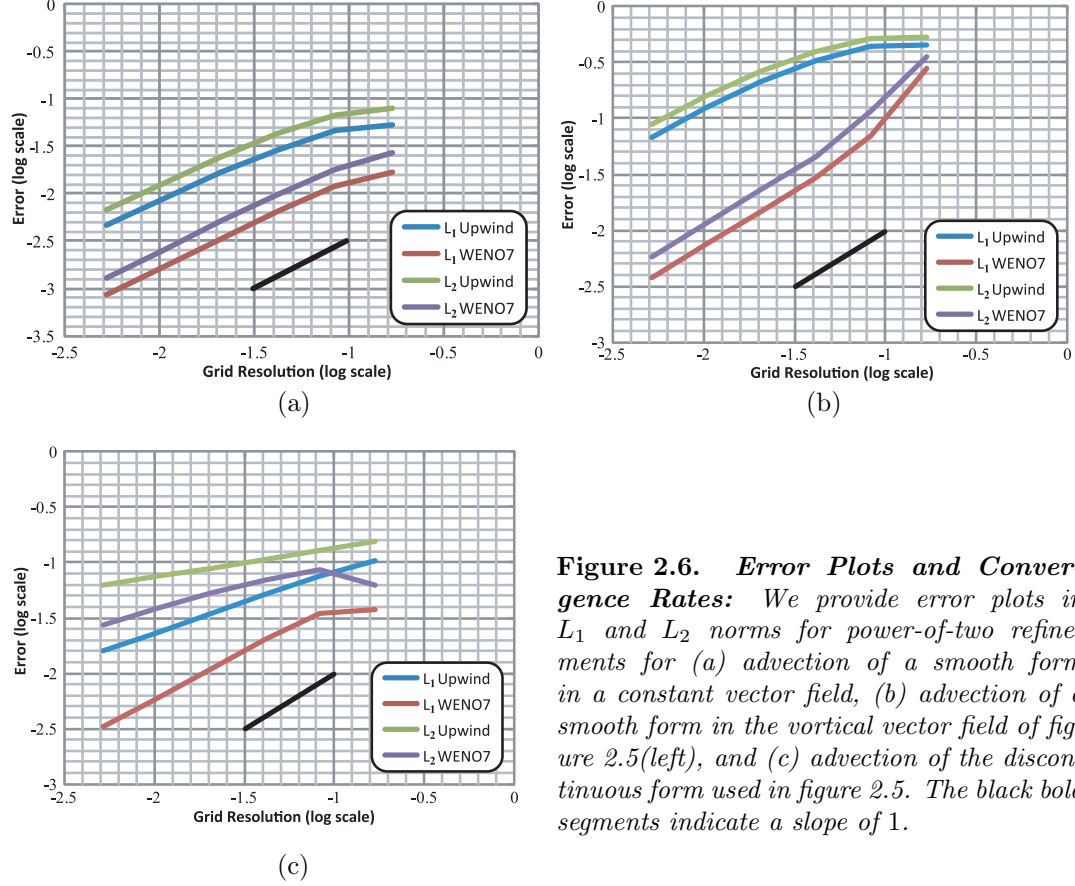 0
-0.5
-1
-1.5
-2
-2.5
-3
-3.5
Error (log scale)
L1 Upwind
L1 WENO7
L2 Upwind
L2 WENO7
-2.5 -2 -1.5 -1 -0.5 0
Grid Resolution (log scale)
(a)
0
-0.5
-1
-1.5
-2
-2.5
-3
Error (log scale)
L1 Upwind
L1 WENO7
L2 Upwind
L2 WENO7
-2.5 -2 -1.5 -1 -0.5 0
Grid Resolution (log scale)
(b)
0
-0.5
-1
-1.5
-2
-2.5
-3
Error (log scale)
L1 Upwind
L1 WENO7
L2 Upwind
L2 WENO7
-2.5 -2 -1.5 -1 -0.5 0
Grid Resolution (log scale)
(c)
Figure 2.6. Error Plots and Conver
gence Rates: We provide error plots in
L1 and L2 norms for power-of-two refine
ments for (a) advection of a smooth form
in a constant vector field, (b) advection of
smooth form in the vortical vector field of fig
ure 2.5(left), and (c) advection of the discon
tinuous form used in figure 2.5. The black bold
segments indicate a slope of 1.